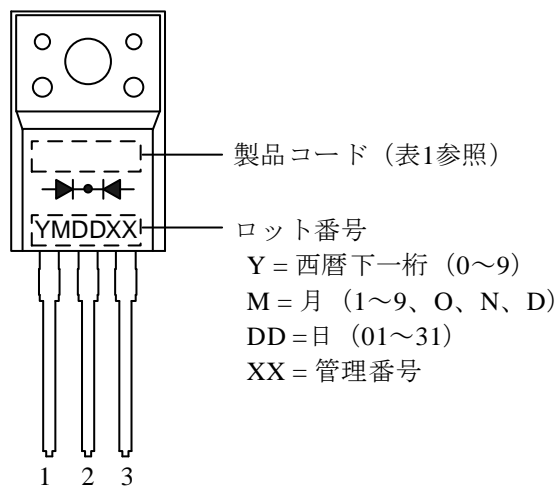 製品コード（表1参照）
YMDDXX
ロット番号
Y = 西暦下一桁（0～9）
M = 月（1～9、O、N、D）
DD =日（01～31）
XX = 管理番号
1 2 3